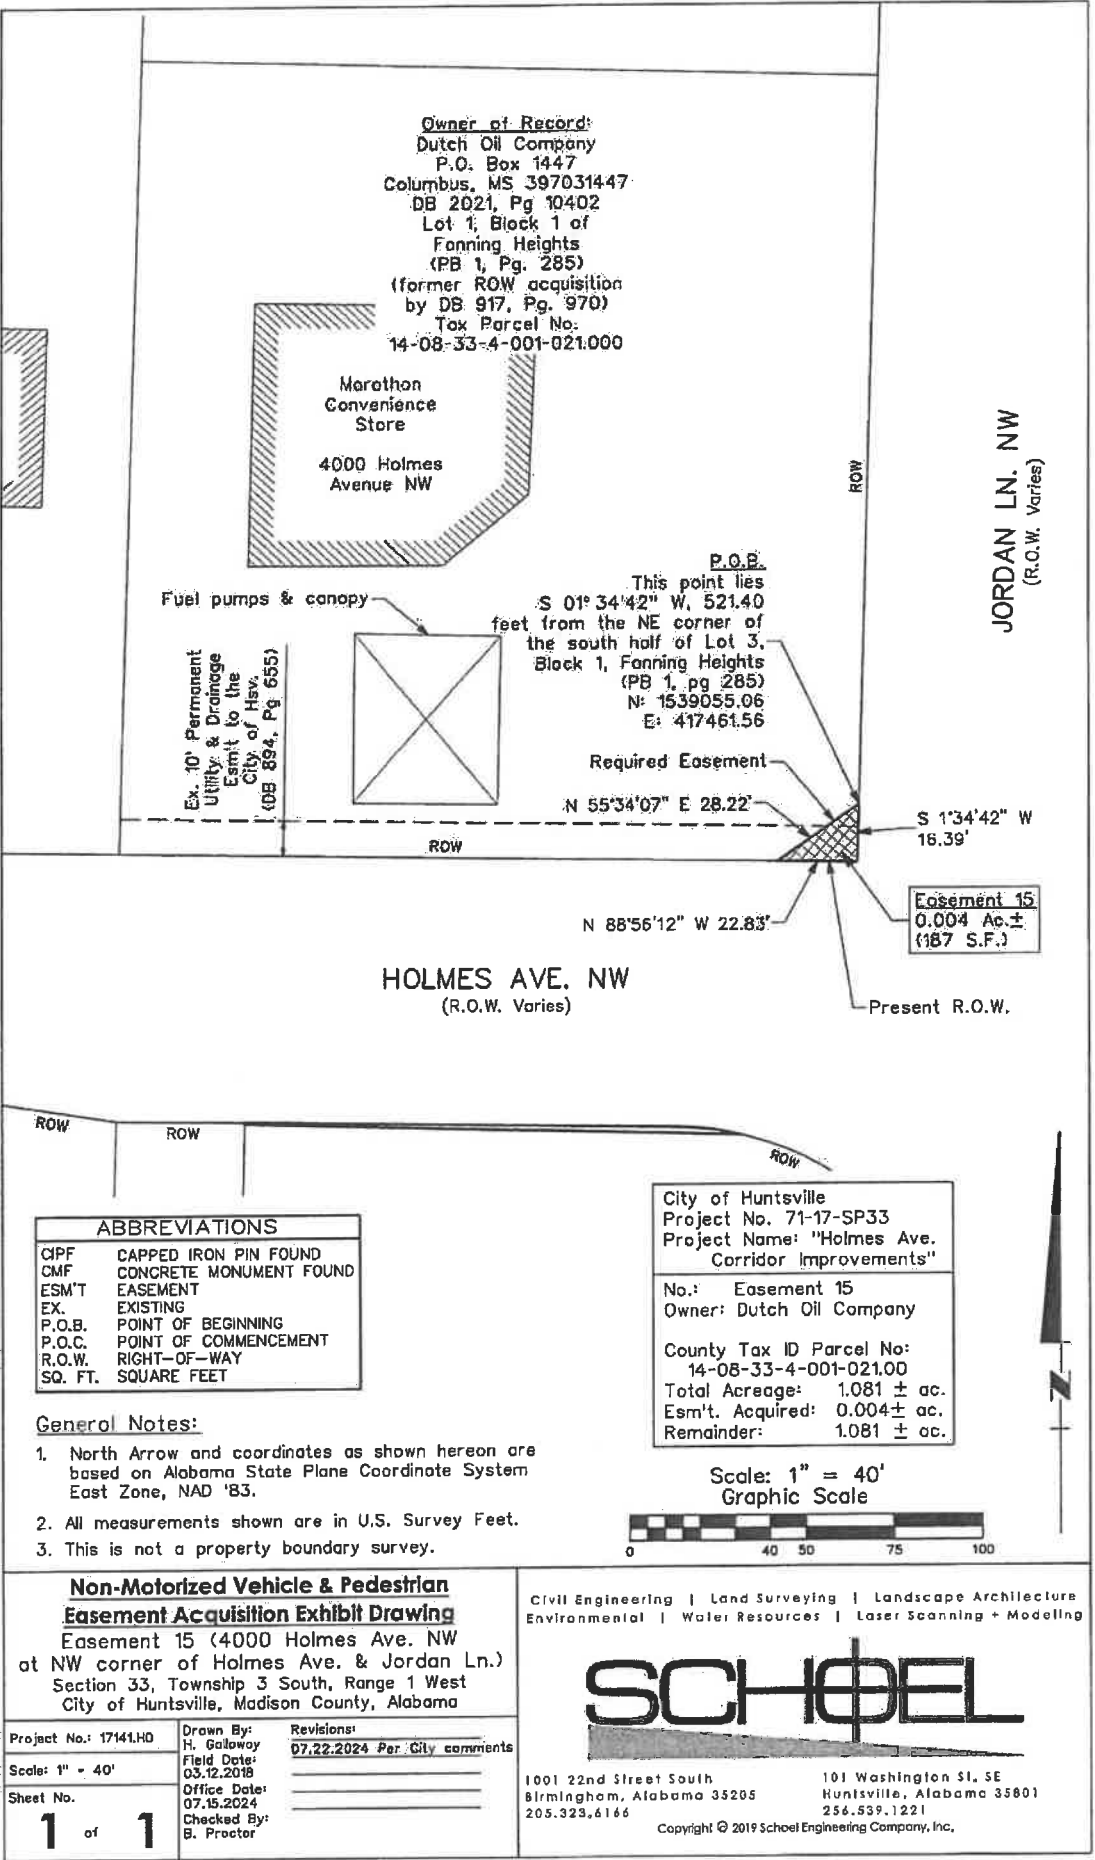 Owner of Record:
Dutch Oil Company
P.O. Box 1447
Columbus, MS 397031447
DB 2021, Pg 10402
Lot 1, Block 1 of
Fanning Heights
(PB 1, Pg. 285)
(former ROW acquisition
by DB 917, Pg. 970)
Tax Parcel No:
14-08-33-4-001-021.000
Marathon
Convenience
Store
4000 Holmes
Avenue NW
ROW
JORDAN LN. NW
(R.O.W. Varies)
P.O.B.
This point lies
S 01° 34'42" W, 521.40
feet from the NE corner of
the south half of Lot 3,
Block 1, Fanning Heights
(PB 1, pg 285)
N: 1539055.06
E: 417461.56
Fuel pumps & canopy
Ex. 10' Permanent
Utility & Drainage
Esm't to the
City of Hsv.
(DB 894, Pg 655)
Required Easement
N 55°34'07" E 28.22'
S 1°34'42" W
16.39'
ROW
N 88°56'12" W 22.83'
Easement 15
0.004 Ac.±
(187 S.F.)
HOLMES AVE. NW
(R.O.W. Varies)
Present R.O.W.
ROW
ROW
ROW
ABBREVIATIONS
CIPF CAPPED IRON PIN FOUND
CMF CONCRETE MONUMENT FOUND
ESM'T EASEMENT
EX. EXISTING
P.O.B. POINT OF BEGINNING
P.O.C. POINT OF COMMENCEMENT
R.O.W. RIGHT-OF-WAY
SQ. FT. SQUARE FEET
City of Huntsville
Project No. 71-17-SP33
Project Name: "Holmes Ave.
Corridor Improvements"
No.: Easement 15
Owner: Dutch Oil Company
County Tax ID Parcel No:
14-08-33-4-001-021.00
Total Acreage: 1.081 ± ac.
Esm't. Acquired: 0.004± ac.
Remainder: 1.081 ± ac.
N
General Notes:
1. North Arrow and coordinates as shown hereon are
based on Alabama State Plane Coordinate System
East Zone, NAD '83.
2. All measurements shown are in U.S. Survey Feet.
3. This is not a property boundary survey.
Scale: 1" = 40'
Graphic Scale
0 40 50 75 100
Non-Motorized Vehicle & Pedestrian
Easement Acquisition Exhibit Drawing
Easement 15 (4000 Holmes Ave. NW
at NW corner of Holmes Ave. & Jordan Ln.)
Section 33, Township 3 South, Range 1 West
City of Huntsville, Madison County, Alabama
Project No.: 17141.H0
Scale: 1" = 40'
Sheet No.
1 of 1
Drawn By:
H. Galloway
Field Date:
03.12.2018
Office Date:
07.15.2024
Checked By:
B. Proctor
Revisions:
07.22.2024 Per City comments
Civil Engineering | Land Surveying | Landscape Architecture
Environmental | Water Resources | Laser Scanning + Modeling
SCHOEL
1001 22nd Street South
Birmingham, Alabama 35205
205.323.6166
101 Washington St. SE
Huntsville, Alabama 35801
256.539.1221
Copyright © 2019 Schoel Engineering Company, Inc.